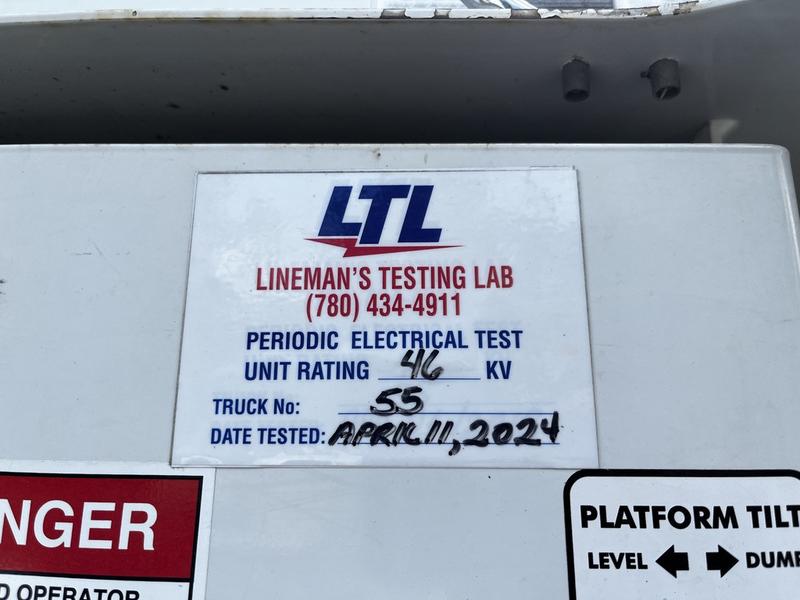 LTL
LINEMAN'S TESTING LAB
(780) 434-4911
PERIODIC ELECTRICAL TEST
UNIT RATING 46 KV
TRUCK No: 55
DATE TESTED: APRIL 11, 2024
NGER
D OPERATOR
PLATFORM TILT
LEVEL DUMP